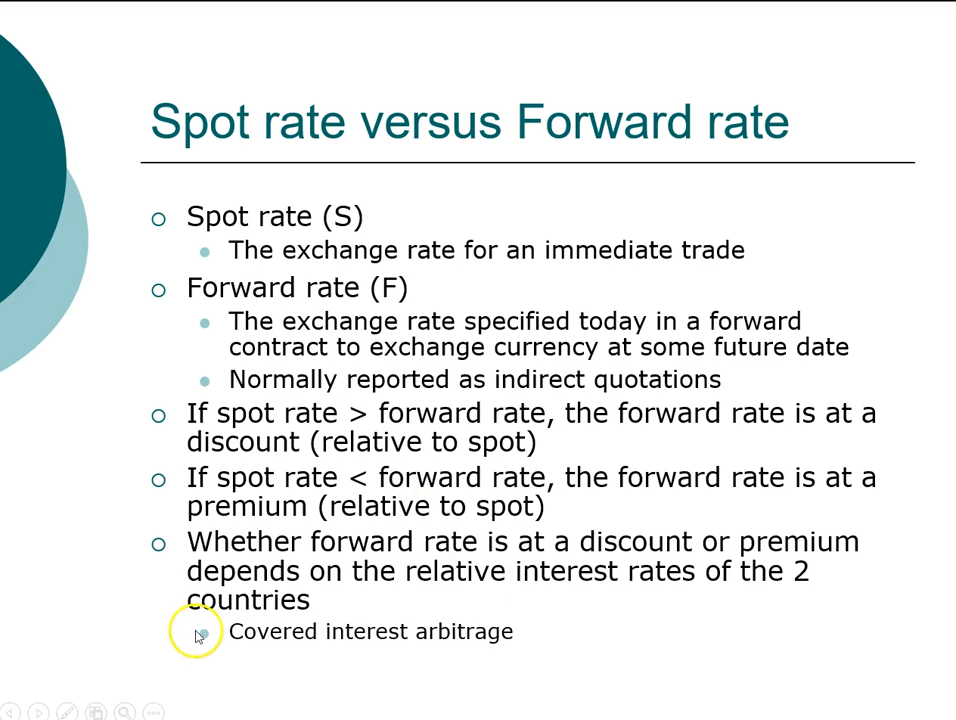 Spot rate versus Forward rate
Spot rate (S)
The exchange rate for an immediate trade
Forward rate (F)
The exchange rate specified today in a forward
contract to exchange currency at some future date
Normally reported as indirect quotations
If spot rate > forward rate, the forward rate is at a
discount (relative to spot)
If spot rate < forward rate, the forward rate is at a
premium (relative to spot)
Whether forward rate is at a discount or premium
depends on the relative interest rates of the 2
countries
Covered interest arbitrage